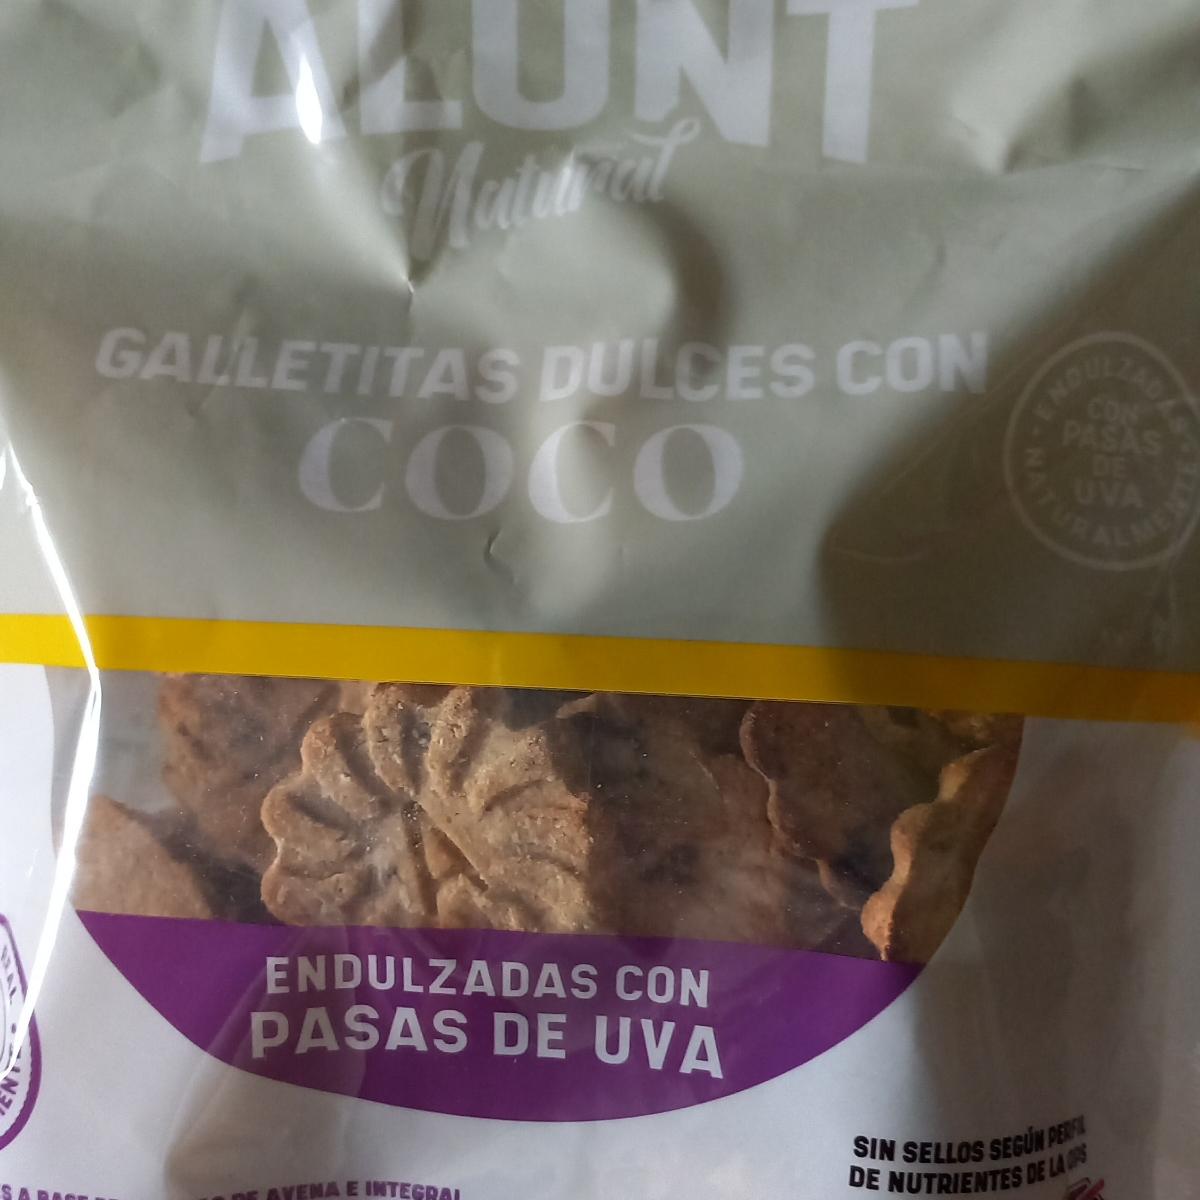 ALUNT
Natural
GALLETITAS DULCES CON
COCO
ENDULZADAS NATURALMENTE
CON
PASAS
DE
UVA
ENDULZADAS CON
PASAS DE UVA
SIN SELLOS SEGÚN PERFIL
DE NUTRIENTES DE LA OPS
A BASE DE AVENA E INTEGRAL